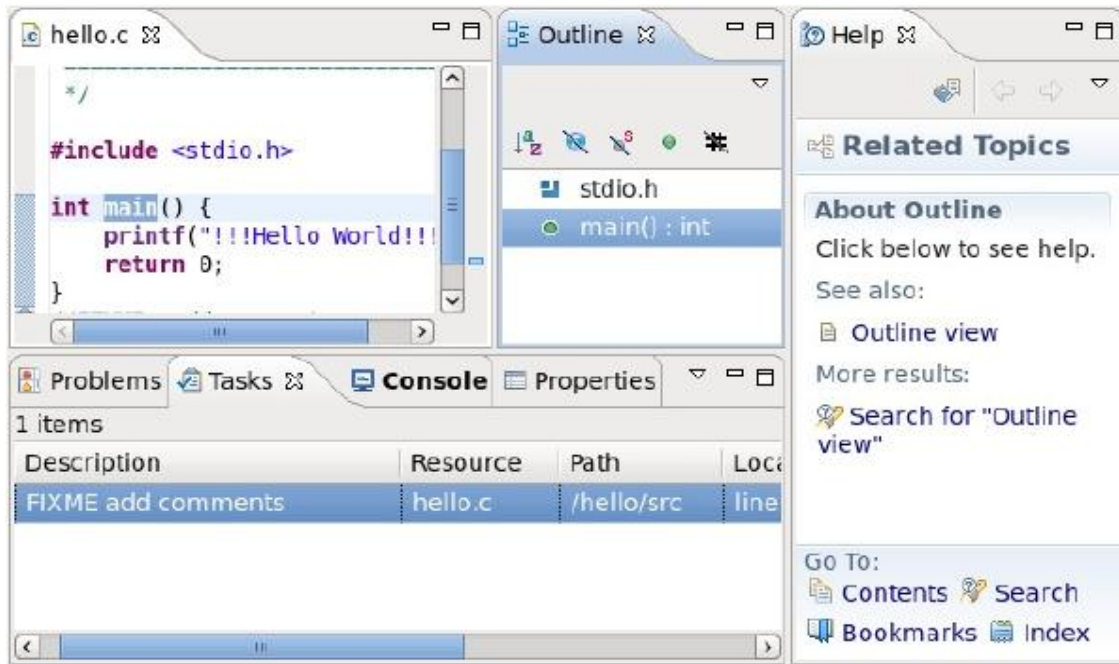 hello.c
*/
#include <stdio.h>
int main() {
printf("!!!Hello World!!!
return 0;
}
Outline
stdio.h
main() : int
Help
Related Topics
About Outline
Click below to see help.
See also:
Outline view
More results:
Search for "Outline
view"
Go To:
Contents Search
Bookmarks Index
Problems Tasks Console Properties
1 items
Description Resource Path Loca
FIXME add comments hello.c /hello/src line